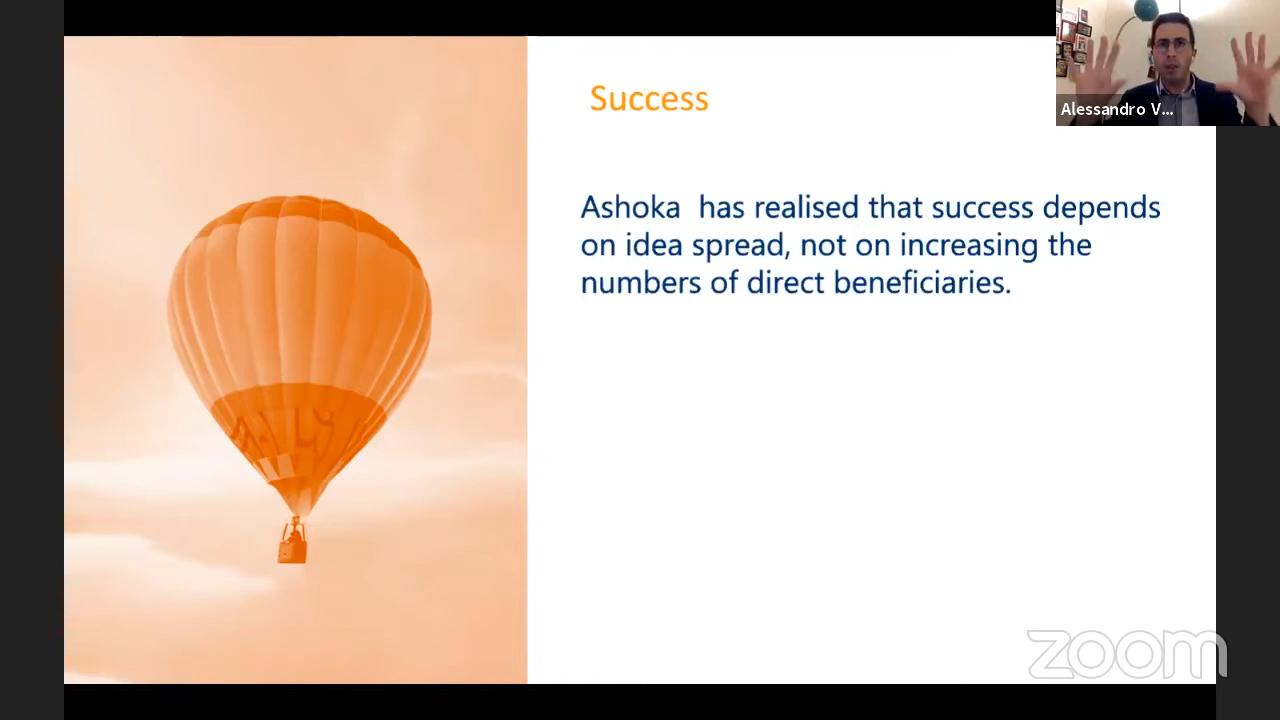 Success
Alessandro V...
Ashoka  has realised that success depends
on idea spread, not on increasing the
numbers of direct beneficiaries.
zoom